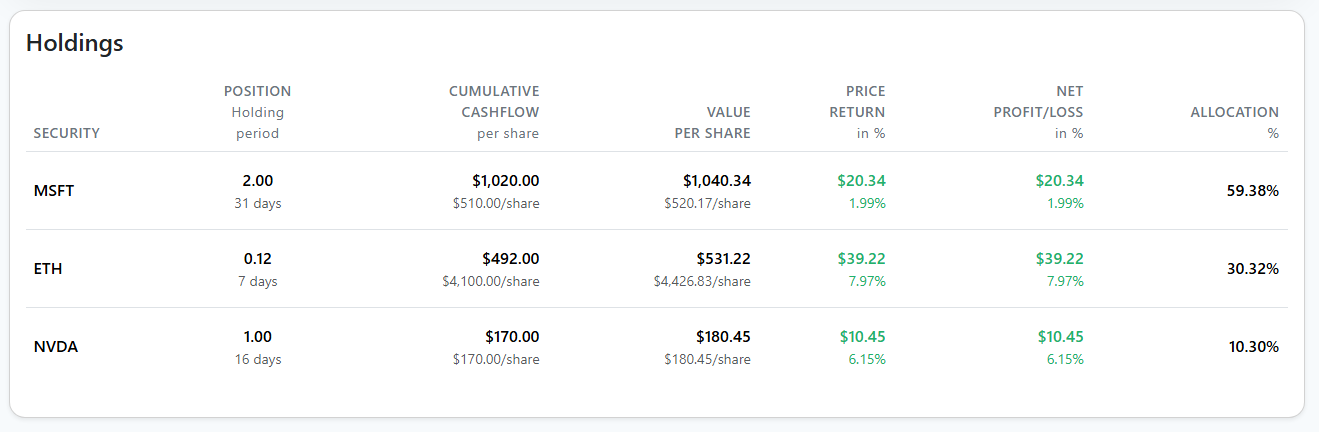 Holdings
SECURITY
POSITION
Holding
period
CUMULATIVE
CASHFLOW
per share
VALUE
PER SHARE
PRICE
RETURN
in %
NET
PROFIT/LOSS
in %
ALLOCATION
%
MSFT
2.00
31 days
$1,020.00
$510.00/share
$1,040.34
$520.17/share
$20.34
1.99%
$20.34
1.99%
59.38%
ETH
0.12
7 days
$492.00
$4,100.00/share
$531.22
$4,426.83/share
$39.22
7.97%
$39.22
7.97%
30.32%
NVDA
1.00
16 days
$170.00
$170.00/share
$180.45
$180.45/share
$10.45
6.15%
$10.45
6.15%
10.30%